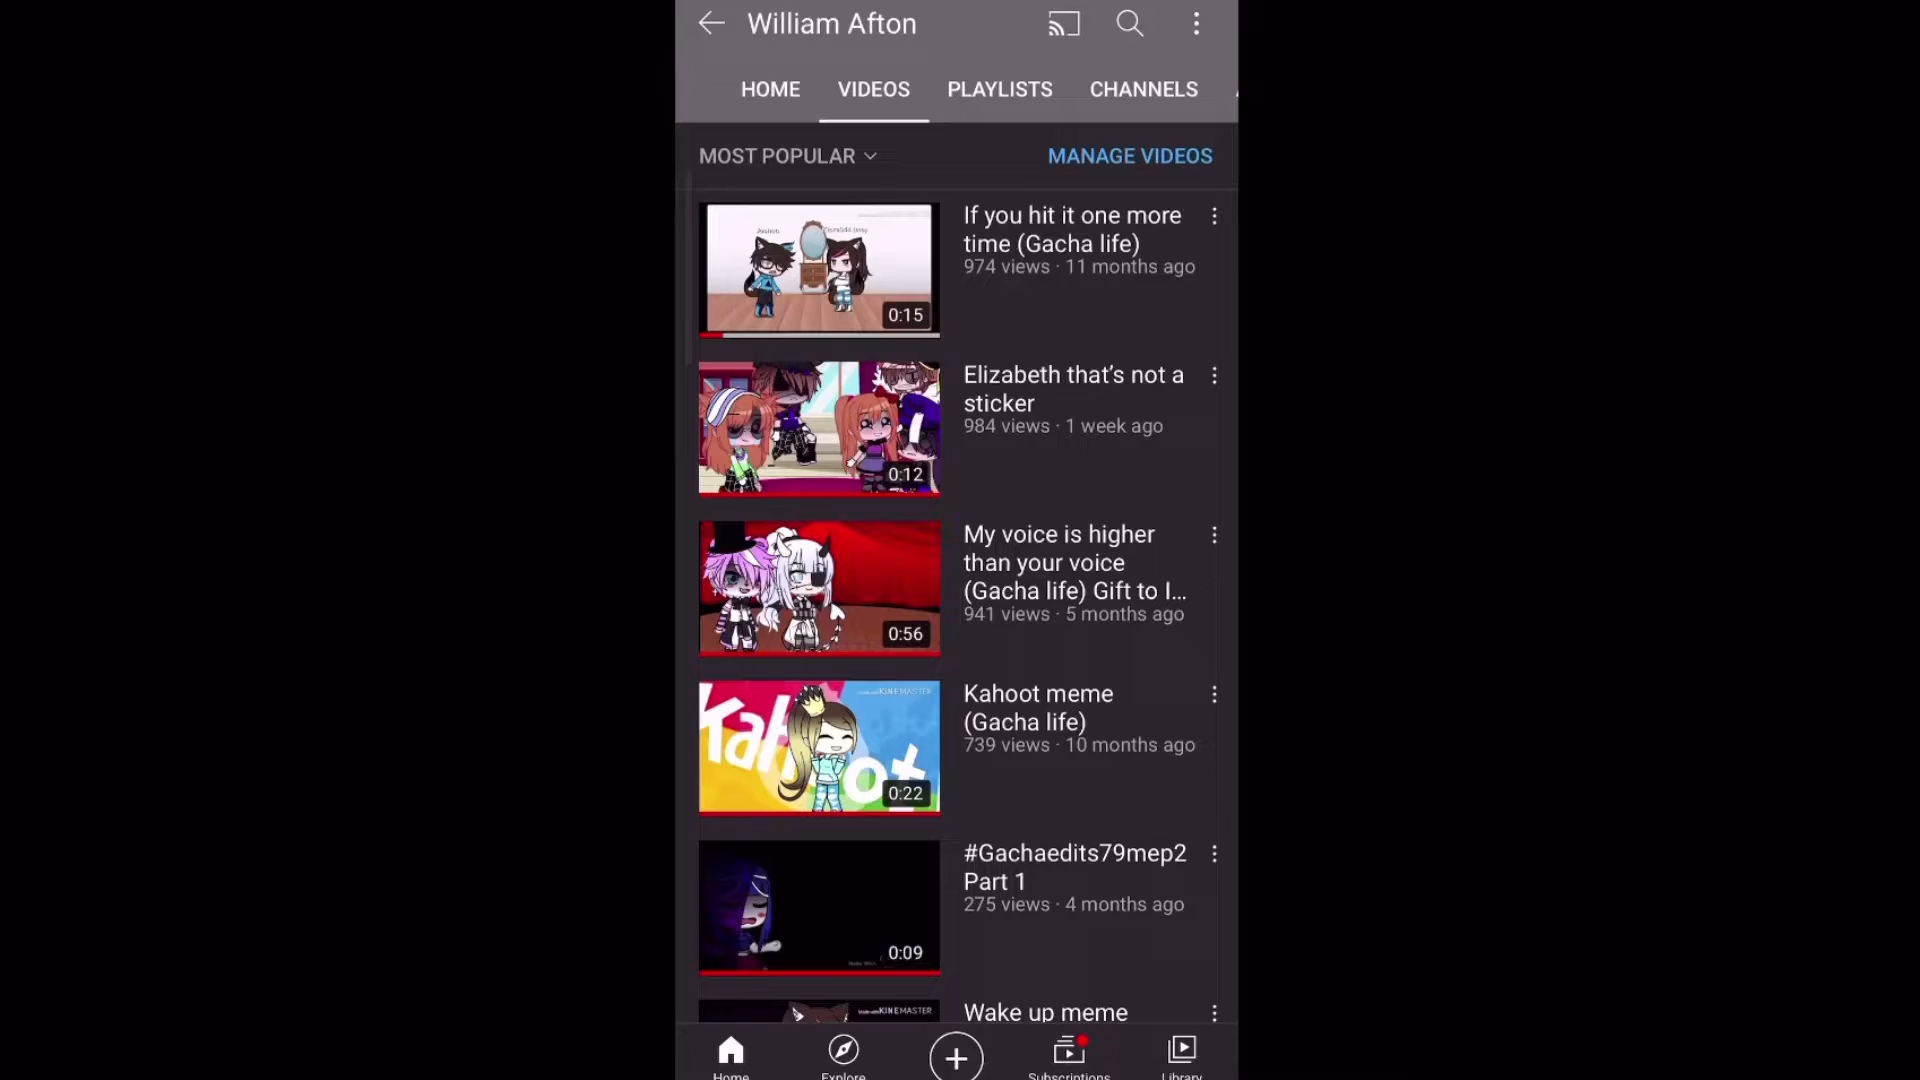 William Afton
HOME VIDEOS PLAYLISTS CHANNELS
MOST POPULAR MANAGE VIDEOS
If you hit it one more
time (Gacha life)
974 views · 11 months ago
0:15
Elizabeth that’s not a
sticker
984 views · 1 week ago
0:12
My voice is higher
than your voice
(Gacha life) Gift to I...
941 views · 5 months ago
0:56
KINEMASTER
Kahoot meme
(Gacha life)
739 views · 10 months ago
0:22
#Gachaedits79mep2
Part 1
275 views · 4 months ago
0:09
KINEMASTER
Wake up meme
Home Explore Subscriptions Library